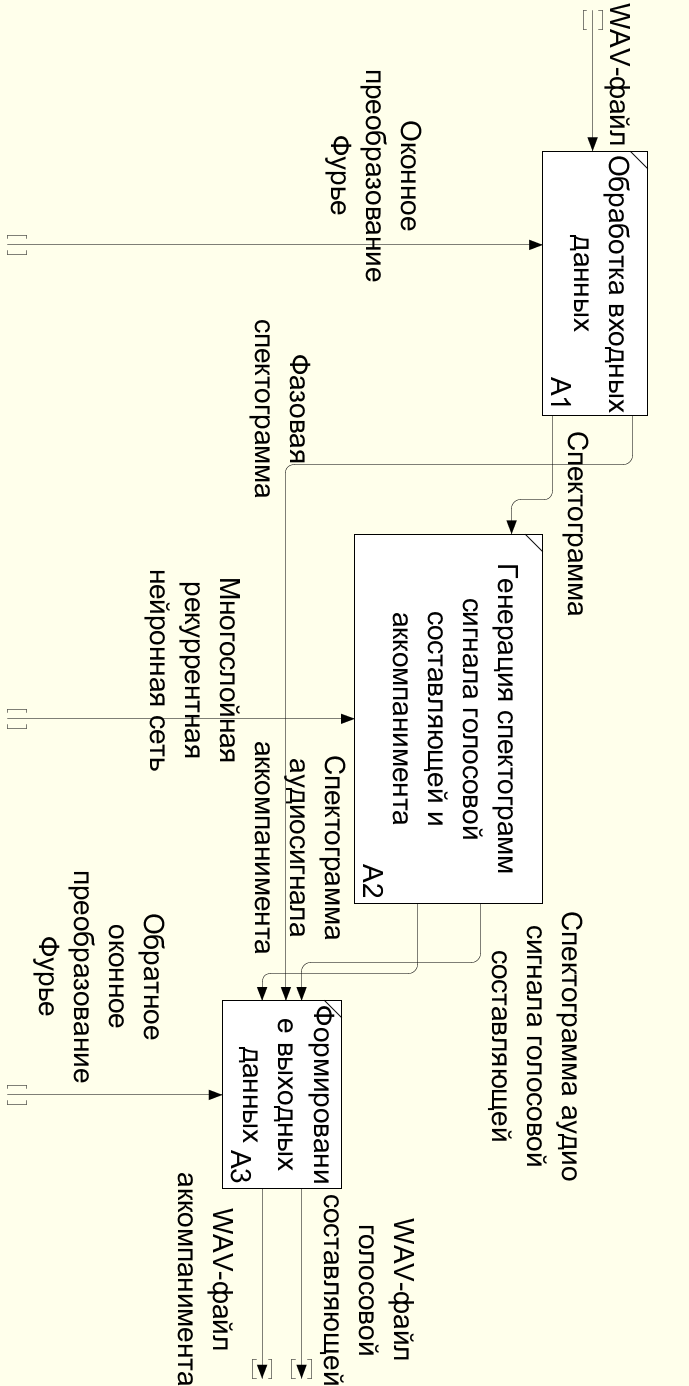 WAV-файл
Обработка входных
данных
A1
Оконное
преобразование
Фурье
Спектограмма
Фазовая
спектограмма
Генерация спектограмм
сигнала голосовой
составляющей и
аккомпанимента
A2
Многослойная
рекуррентная
нейронная сеть
Спектограмма аудио
сигнала голосовой
составляющей
Спектограмма
аудиосигнала
аккомпанимента
Формировани
е выходных
данных
A3
Обратное
оконное
преобразование
Фурье
WAV-файл
голосовой
составляющей
WAV-файл
аккомпанимента